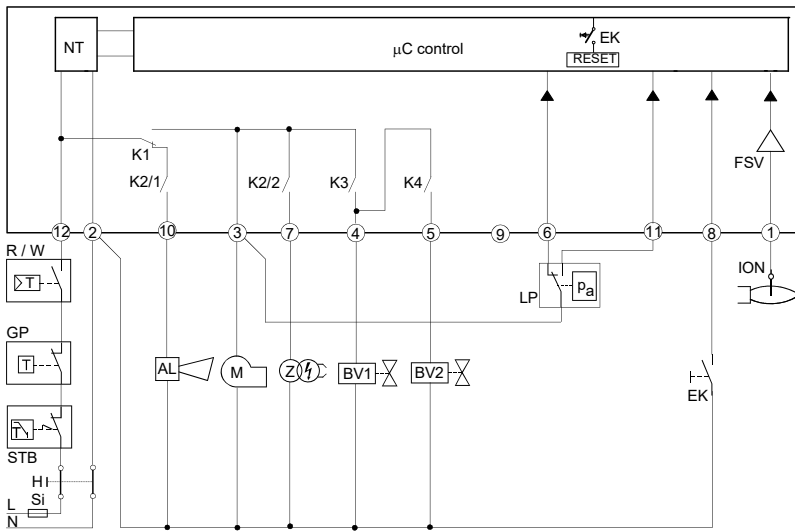 NT
µC control
EK
RESET
K1
K2/1
K2/2
K3
K4
FSV
12 2 10 3 7 4 5 9 6 11 8 1
R / W
T
LP
pa
ION
GP
T
AL
M
Z
BV1
BV2
EK
T
STB
H
Si
L
N